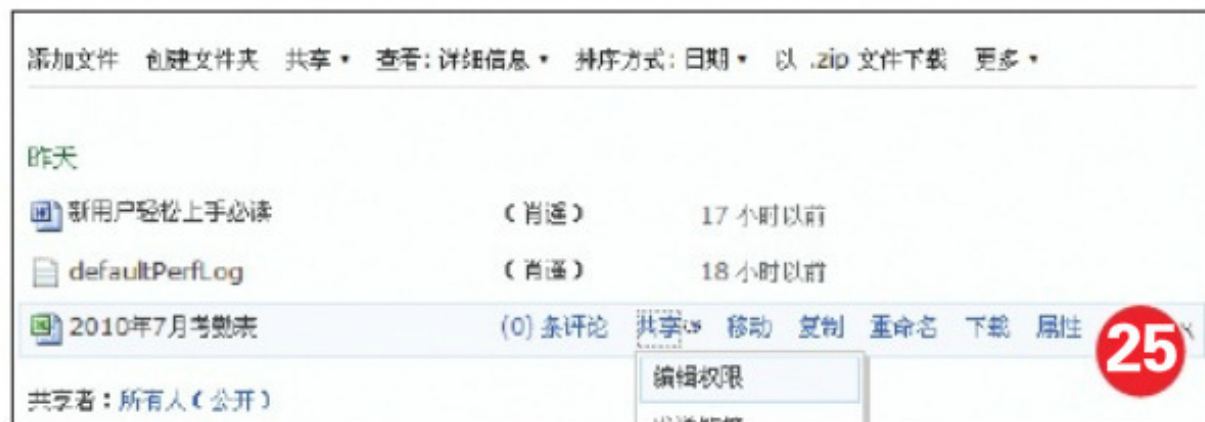 添加文件 创建文件夹 共享 查看: 详细信息 排序方式: 日期 以 .zip 文件下载 更多
昨天
新用户轻松上手必读 (肖遥) 17 小时以前
defaultPerfLog (肖遥) 18 小时以前
2010年7月考勤表 (0) 条评论 共享 移动 复制 重命名 下载 属性 25
编辑权限
共享者:所有人(公开)